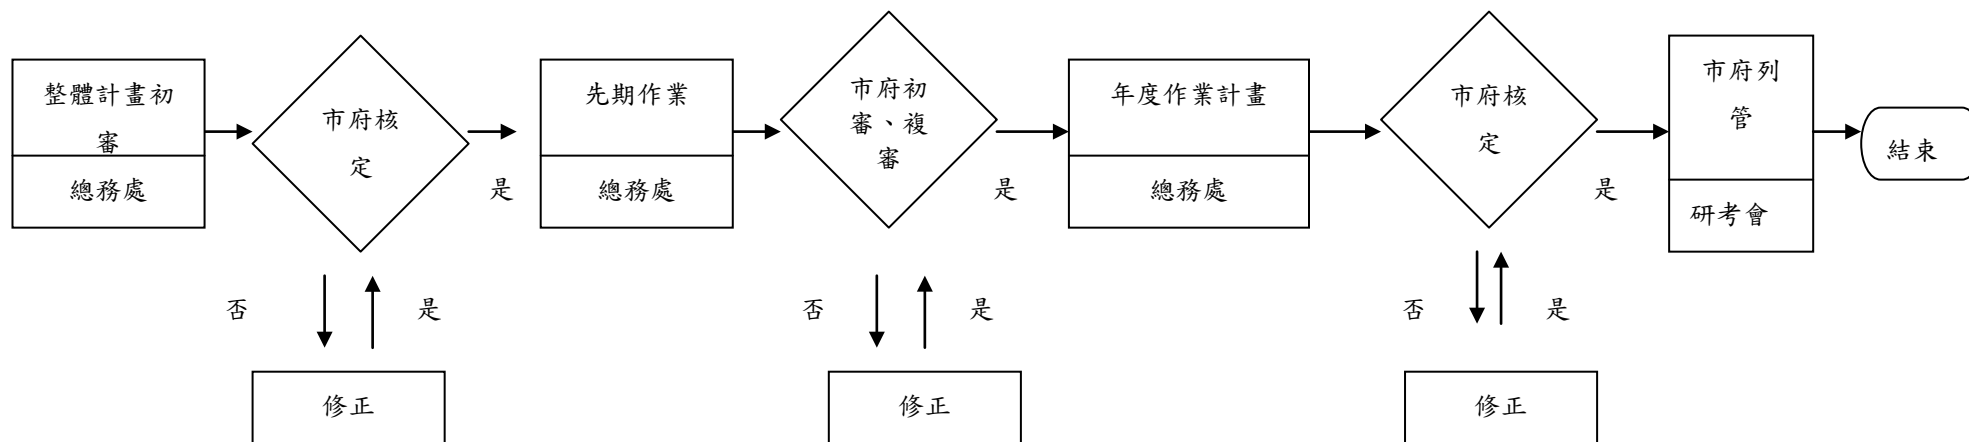 整體計畫初
審
總務處
市府核
定
是
先期作業
總務處
市府初
審、複
審
是
年度作業計畫
總務處
市府核
定
是
市府列
管
研考會
結束
否
是
否
是
否
是
修正
修正
修正